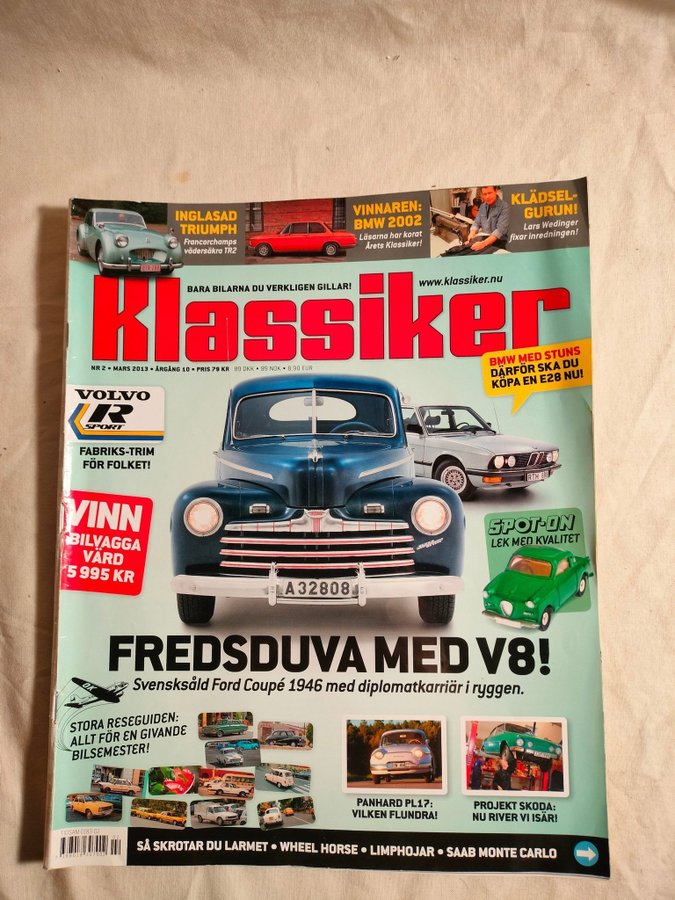 INGLASAD
TRIUMPH
Francorchamps
vädersäkra TR2
VINNAREN:
BMW 2002
Läsarna har korat
Årets Klassiker!
KLÄDSEL-
GURUN!
Lars Wedinger
fixar inredningen!
BARA BILARNA DU VERKLIGEN GILLAR!
www.klassiker.nu
Klassiker
NR 2 • MARS 2013 • ÅRGÅNG 10 • PRIS 79 KR 89 DKK • 99 NOK • 8,90 EUR
BMW MED STUNS
DÄRFÖR SKA DU
KÖPA EN E28 NU!
VOLVO
R
SPORT
FABRIKS-TRIM
FÖR FOLKET!
VINN
BILVAGGA
VÄRD
5 995 KR
SPOT-ON
LEK MED KVALITET
A32808
FREDSDUVA MED V8!
Svensksåld Ford Coupé 1946 med diplomatkarriär i ryggen.
STORA RESEGUIDEN:
ALLT FÖR EN GIVANDE
BILSEMESTER!
PANHARD PL17:
VILKEN FLUNDRA!
PROJEKT SKODA:
NU RIVER VI ISÄR!
SÅ SKROTAR DU LARMET • WHEEL HORSE • LIMPHOJAR • SAAB MONTE CARLO